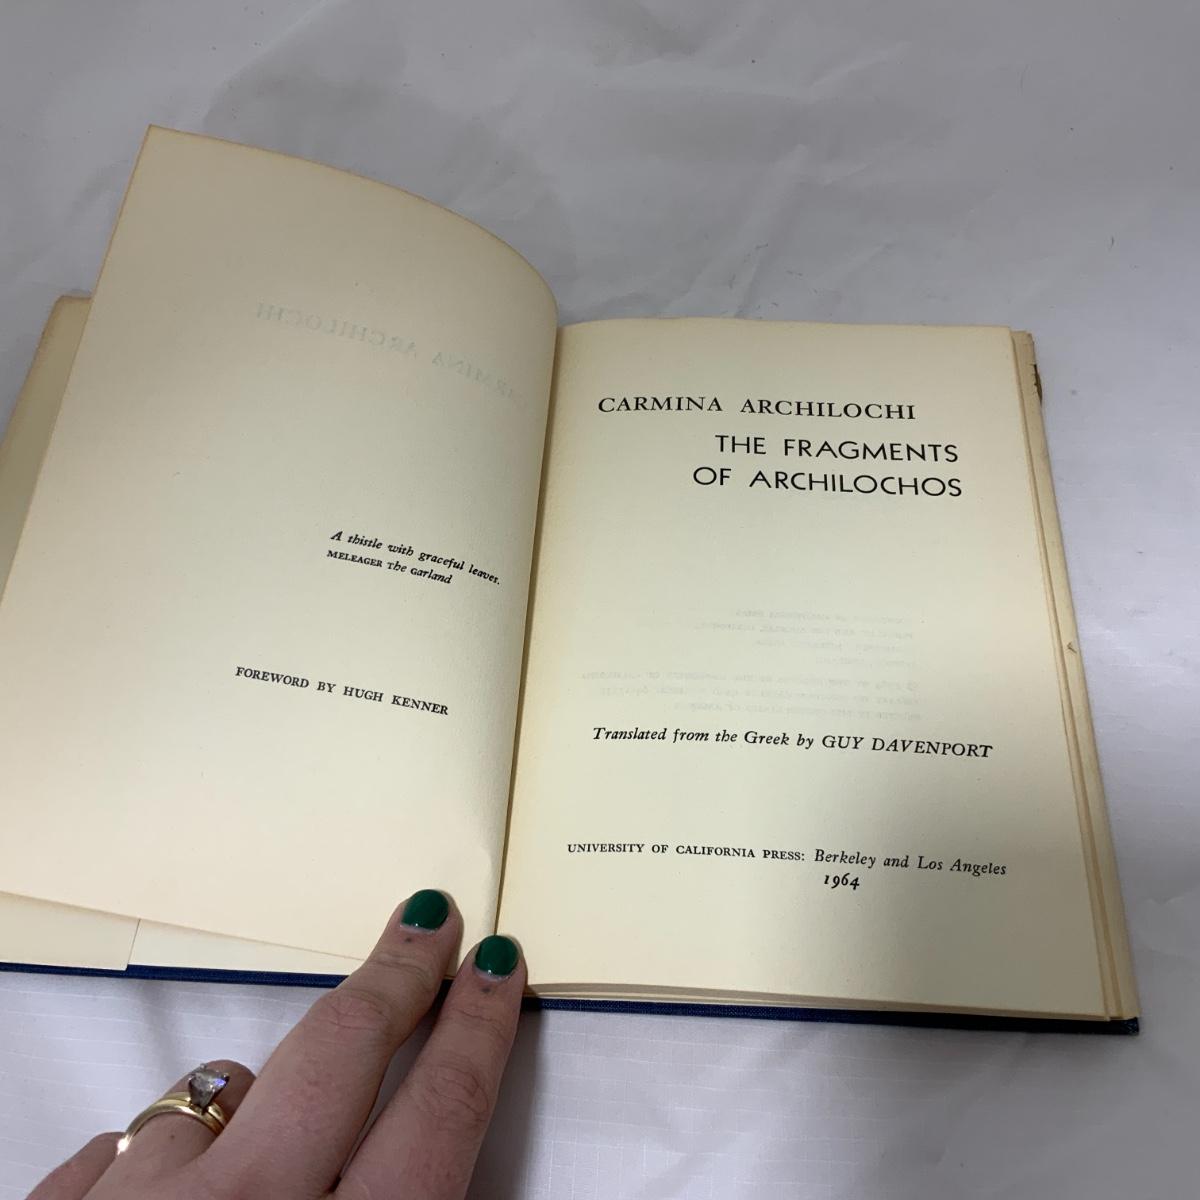 A thistle with graceful leaves.
MELEAGER The Garland
FOREWORD BY HUGH KENNER
CARMINA ARCHILOCHI
THE FRAGMENTS
OF ARCHILOCHOS
Translated from the Greek by GUY DAVENPORT
UNIVERSITY OF CALIFORNIA PRESS: Berkeley and Los Angeles
1964